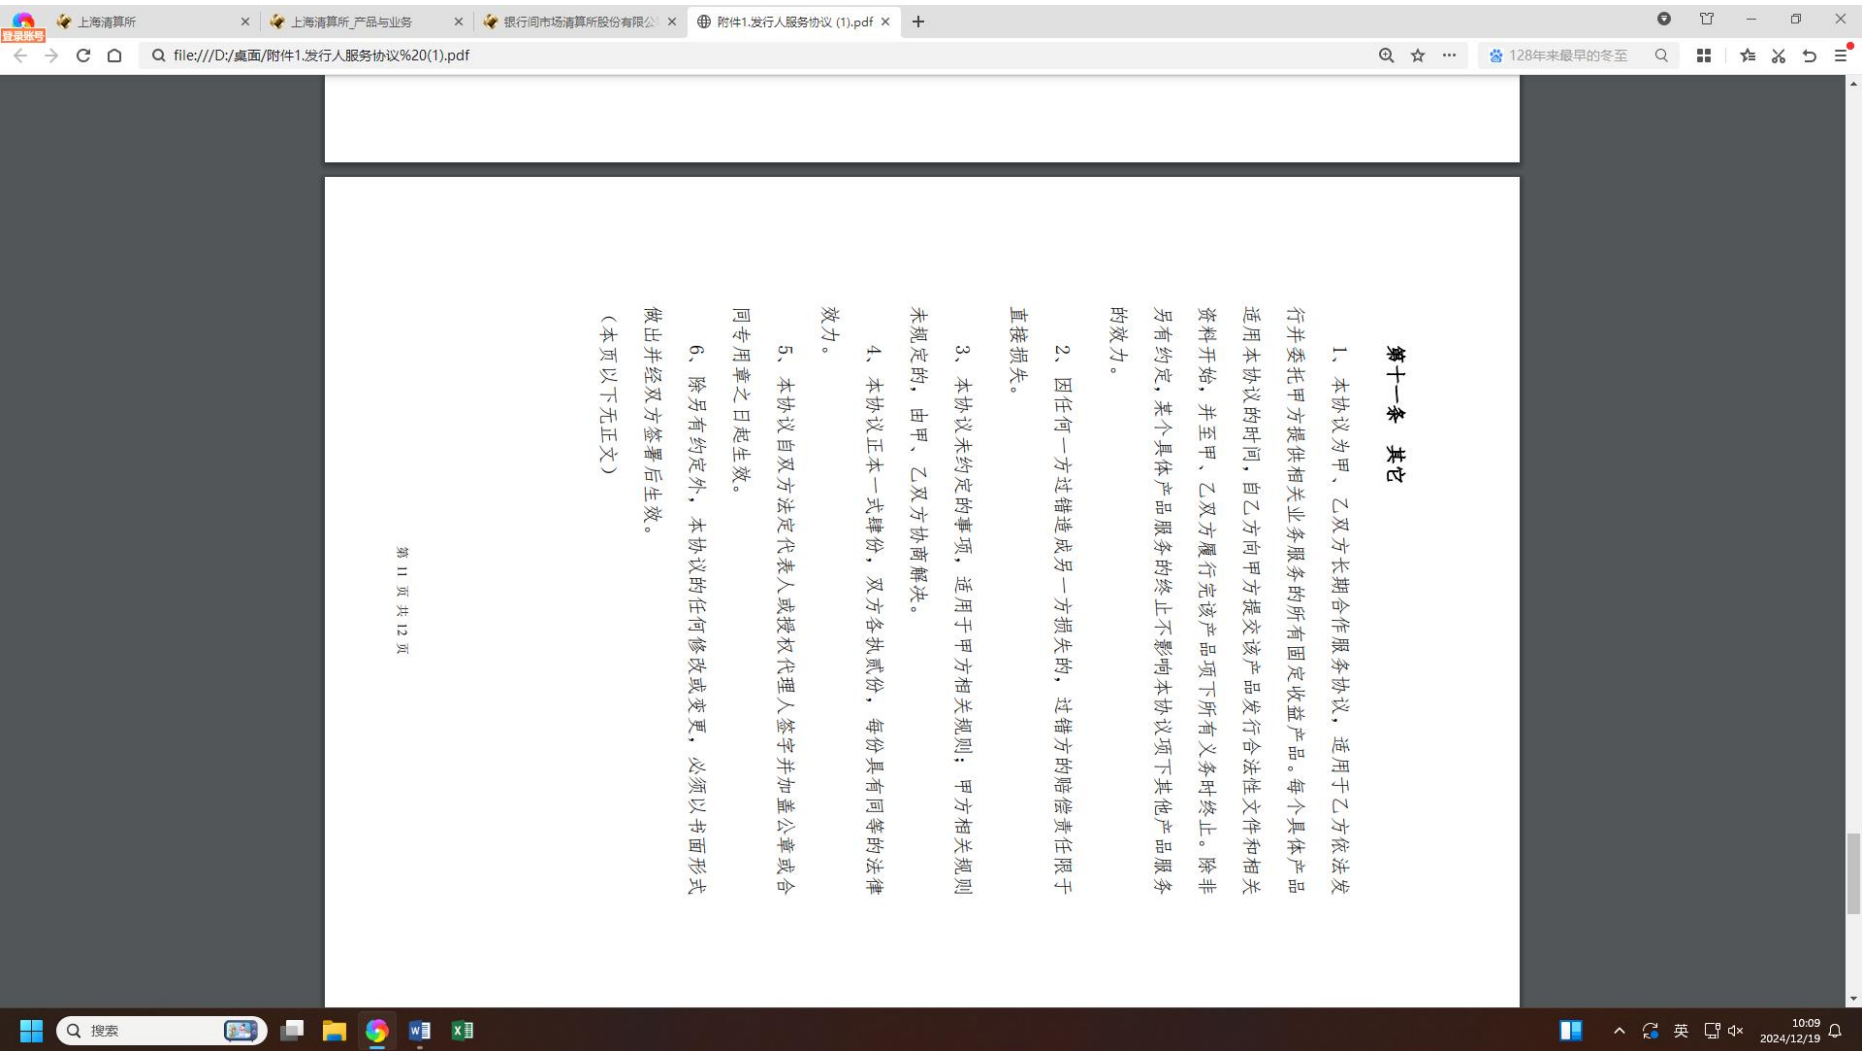 上海清算所
上海清算所_产品与业务
银行间市场清算所股份有限公
附件1.发行人服务协议 (1).pdf
登录账号
file:///D:/桌面/附件1.发行人服务协议%20(1).pdf
128年来最早的冬至
第十一条 其它
1、本协议为甲、乙双方长期合作服务协议，适用于乙方依法发
行并委托甲方提供相关业务服务的所有固定收益产品。每个具体产品
适用本协议的时间，自乙方向甲方提交该产品发行合法性文件和相关
资料开始，并至甲、乙双方履行完该产品项下所有义务时终止。除非
另有约定，某个具体产品服务的终止不影响本协议项下其他产品服务
的效力。
2、因任何一方过错造成另一方损失的，过错方的赔偿责任限于
直接损失。
3、本协议未约定的事项，适用于甲方相关规则；甲方相关规则
未规定的，由甲、乙双方协商解决。
4、本协议正本一式肆份，双方各执贰份，每份具有同等的法律
效力。
5、本协议自双方法定代表人或授权代理人签字并加盖公章或合
同专用章之日起生效。
6、除另有约定外，本协议的任何修改或变更，必须以书面形式
做出并经双方签署后生效。
（本页以下无正文）
第 11 页 共 12 页
搜索
英
10:09
2024/12/19